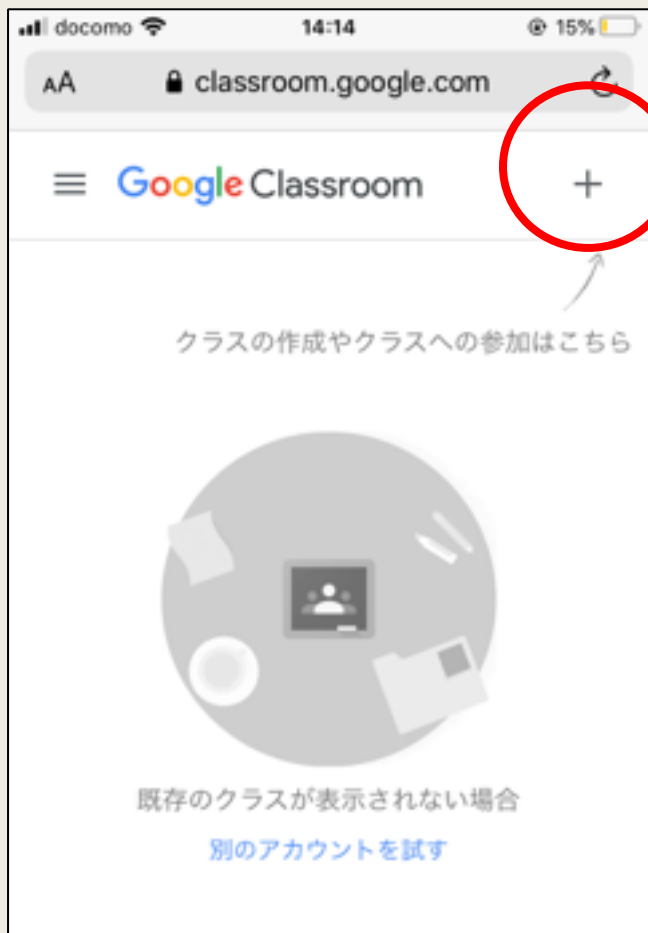 docomo 14:14 15%
AA classroom.google.com
Google Classroom +
クラスの作成やクラスへの参加はこちら
既存のクラスが表示されない場合
別のアカウントを試す